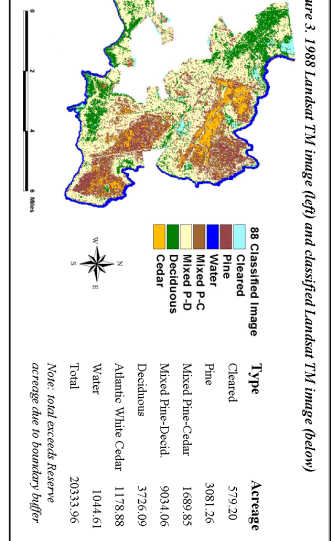 ure 3. 1988 Landsat TM image (left) and classified Landsat TM image (below)
0 2 4 6 Miles
88 Classified Image
Cleared
Pine
Water
Mixed P-C
Mixed P-D
Deciduous
Cedar
N
W E
S
Type Acreage
Cleared 579.20
Pine 3081.26
Mixed Pine-Cedar 1689.85
Mixed Pine-Decid. 9034.06
Deciduous 3726.09
Atlantic White Cedar 1178.88
Water 1044.61
Total 20333.96
Note: total exceeds Reserve
acreage due to boundary buffer